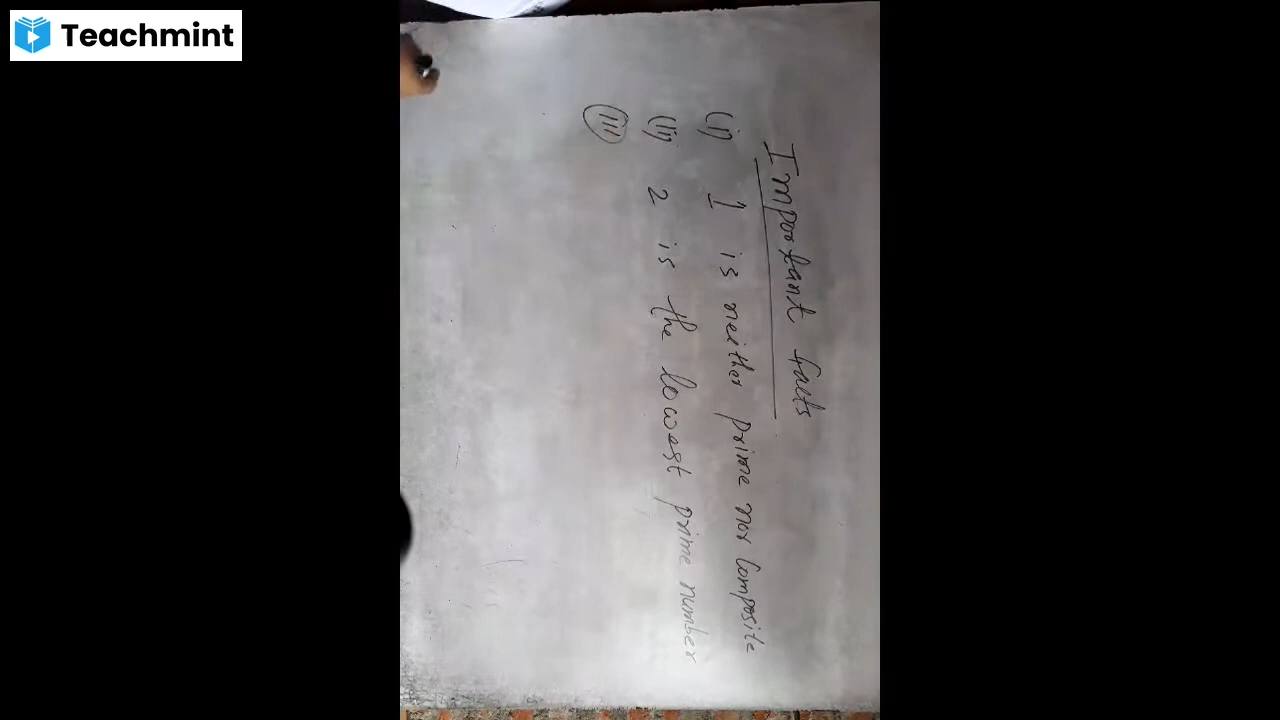 Teachmint
Important facts
(i) 1 is neither prime nor composite
(ii) 2 is the lowest prime number
(iii)